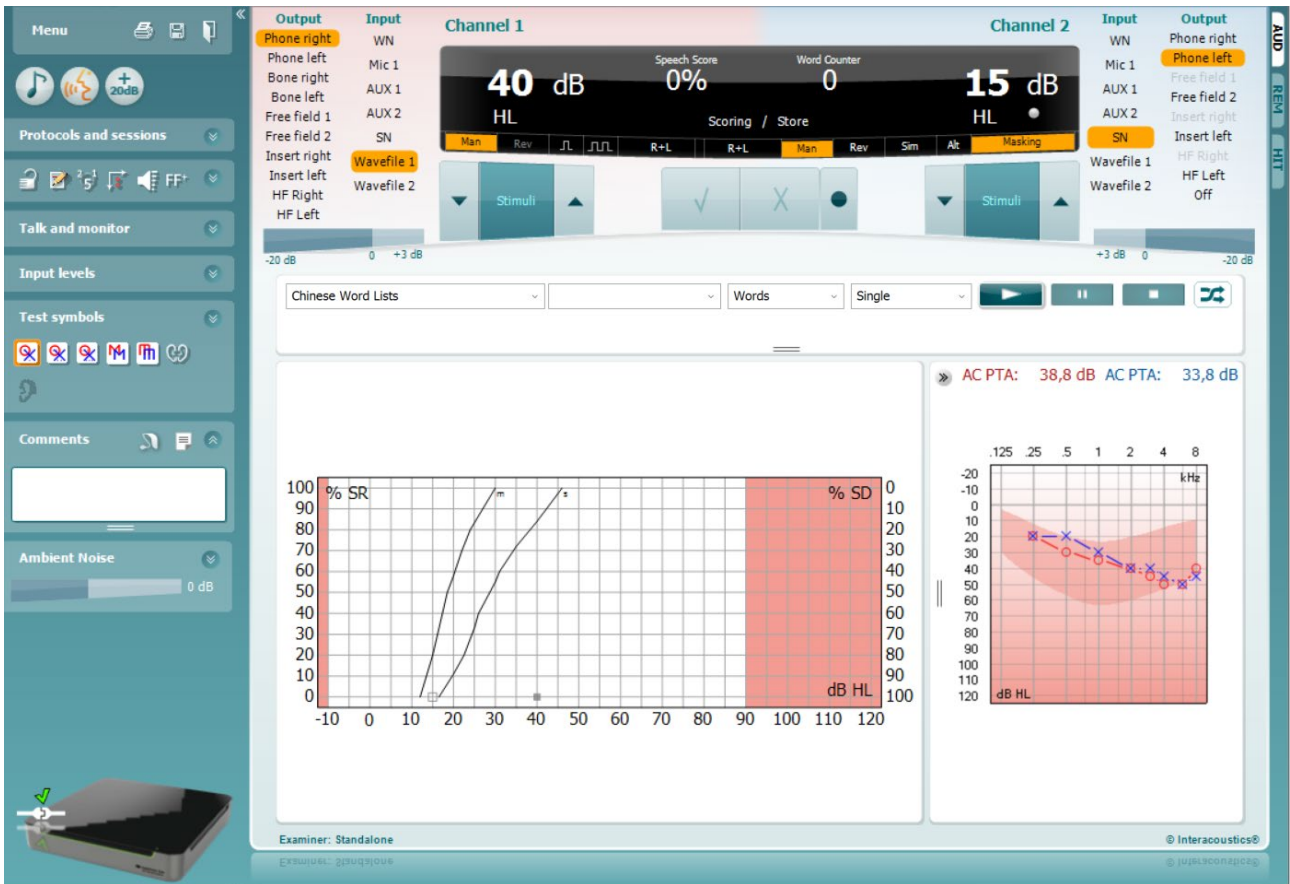 Menu
+
20dB
Protocols and sessions
FF+
Talk and monitor
Input levels
Test symbols
Comments
Ambient Noise
0 dB
Output
Phone right
Phone left
Bone right
Bone left
Free field 1
Free field 2
Insert right
Insert left
HF Right
HF Left
Input
WN
Mic 1
AUX 1
AUX 2
SN
Wavefile 1
Wavefile 2
-20 dB 0 +3 dB
Channel 1
Channel 2
40 dB
HL
Speech Score
0%
Word Counter
0
Scoring / Store
15 dB
HL
Man Rev R+L R+L Man Rev Sim Alt Masking
Stimuli
Stimuli
Input
WN
Mic 1
AUX 1
AUX 2
SN
Wavefile 1
Wavefile 2
Output
Phone right
Phone left
Free field 1
Free field 2
Insert right
Insert left
HF Right
HF Left
Off
+3 dB 0 -20 dB
AUD
REM
HIT
Chinese Word Lists Words Single
% SR
m
s
% SD
dB HL
100
90
80
70
60
50
40
30
20
10
0
0
10
20
30
40
50
60
70
80
90
100
-10 0 10 20 30 40 50 60 70 80 90 100 110 120
AC PTA: 38,8 dB AC PTA: 33,8 dB
.125 .25 .5 1 2 4 8
kHz
-20
-10
0
10
20
30
40
50
60
70
80
90
100
110
120
dB HL
Examiner: Standalone
© Interacoustics®